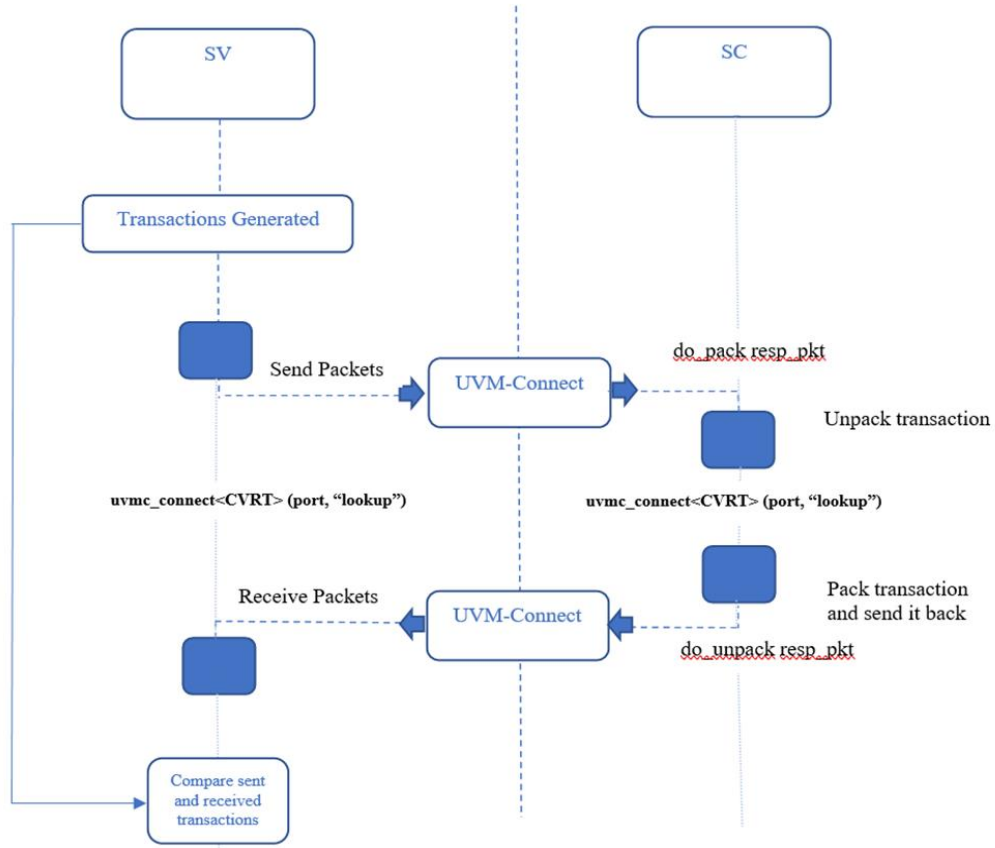 SV
SC
Transactions Generated
do_pack resp_pkt
Send Packets
UVM-Connect
Unpack transaction
uvmc_connect<CVRT> (port, “lookup”)
uvmc_connect<CVRT> (port, “lookup”)
Receive Packets
UVM-Connect
Pack transaction
and send it back
do_unpack resp_pkt
Compare sent
and received
transactions